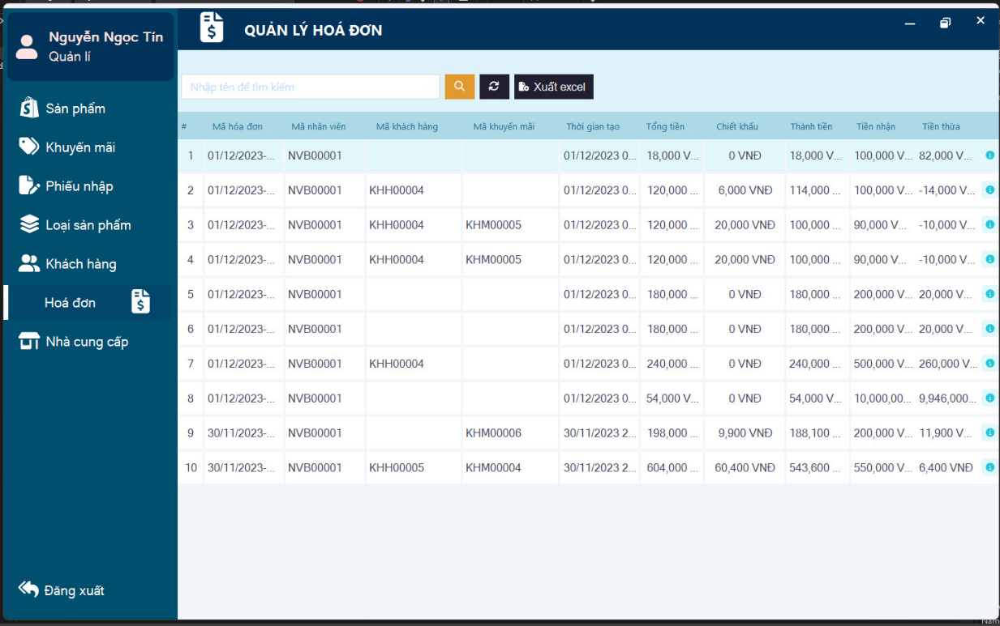 Nguyễn Ngọc Tín
Quản lí
Sản phẩm
Khuyến mãi
Phiếu nhập
Loại sản phẩm
Khách hàng
Hoá đơn
Nhà cung cấp
Đăng xuất
QUẢN LÝ HOÁ ĐƠN
Nhập tên để tìm kiếm
Xuất excel
# Mã hóa đơn Mã nhân viên Mã khách hàng Mã khuyến mãi Thời gian tạo Tổng tiền Chiết khấu Thành tiền Tiền nhận Tiền thừa
1 01/12/2023-... NVB00001 01/12/2023 0... 18,000 V... 0 VNĐ 18,000 V... 100,000 V... 82,000 V...
2 01/12/2023-... NVB00001 KHH00004 01/12/2023 0... 120,000 ... 6,000 VNĐ 114,000 ... 100,000 V... -14,000 V...
3 01/12/2023-... NVB00001 KHH00004 KHM00005 01/12/2023 0... 120,000 ... 20,000 VNĐ 100,000 ... 90,000 V... -10,000 V...
4 01/12/2023-... NVB00001 KHH00004 KHM00005 01/12/2023 0... 120,000 ... 20,000 VNĐ 100,000 ... 90,000 V... -10,000 V...
5 01/12/2023-... NVB00001 01/12/2023 0... 180,000 ... 0 VNĐ 180,000 ... 200,000 V... 20,000 V...
6 01/12/2023-... NVB00001 01/12/2023 0... 180,000 ... 0 VNĐ 180,000 ... 200,000 V... 20,000 V...
7 01/12/2023-... NVB00001 KHH00004 01/12/2023 0... 240,000 ... 0 VNĐ 240,000 ... 500,000 V... 260,000 V...
8 01/12/2023-... NVB00001 01/12/2023 0... 54,000 V... 0 VNĐ 54,000 V... 10,000,00... 9,946,000...
9 30/11/2023-... NVB00001 KHM00006 30/11/2023 2... 198,000 ... 9,900 VNĐ 188,100 ... 200,000 V... 11,900 V...
10 30/11/2023-... NVB00001 KHH00005 KHM00004 30/11/2023 2... 604,000 ... 60,400 VNĐ 543,600 ... 550,000 V... 6,400 VNĐ